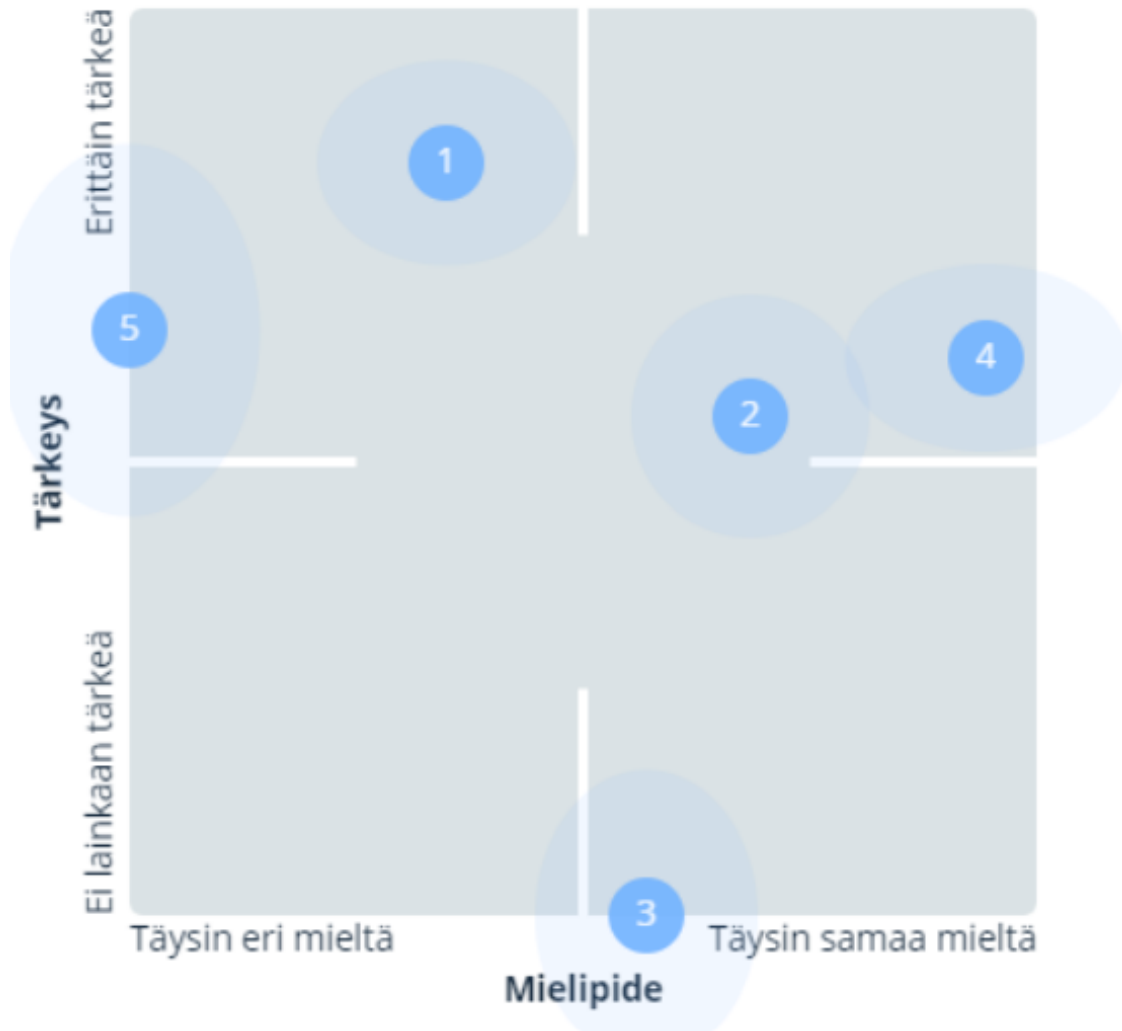 Erittäin tärkeä
1
5
4
2
Tärkeys
Ei lainkaan tärkeä
3
Täysin eri mieltä
Täysin samaa mieltä
Mielipide